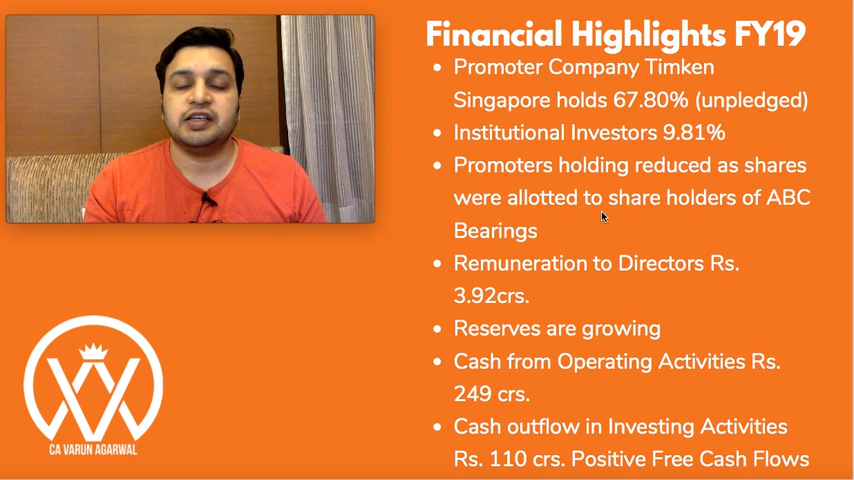 Financial Highlights FY19
• Promoter Company Timken
Singapore holds 67.80% (unpledged)
• Institutional Investors 9.81%
• Promoters holding reduced as shares
were allotted to share holders of ABC
Bearings
• Remuneration to Directors Rs.
3.92crs.
• Reserves are growing
• Cash from Operating Activities Rs.
249 crs.
• Cash outflow in Investing Activities
Rs. 110 crs. Positive Free Cash Flows
CA VARUN AGARWAL